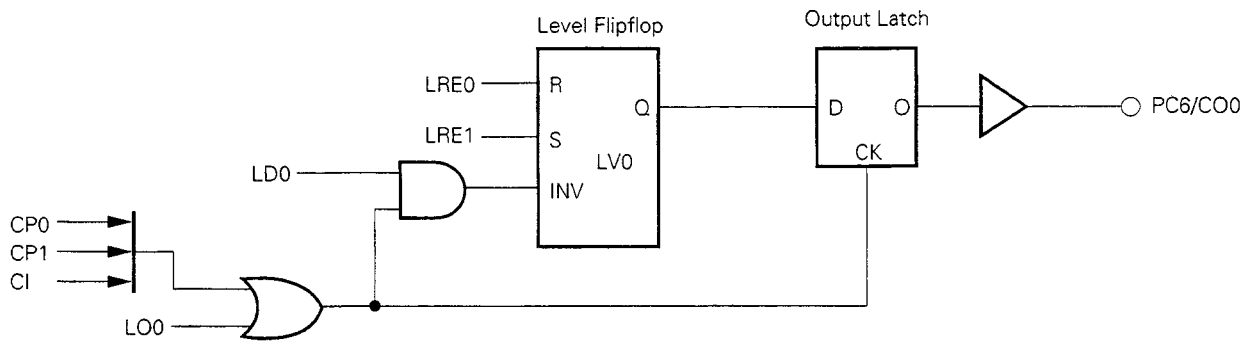 Level Flipflop
Output Latch
LRE0
R
Q
D
O
PC6/CO0
LRE1
S
LV0
CK
LD0
INV
CP0
CP1
CI
LO0